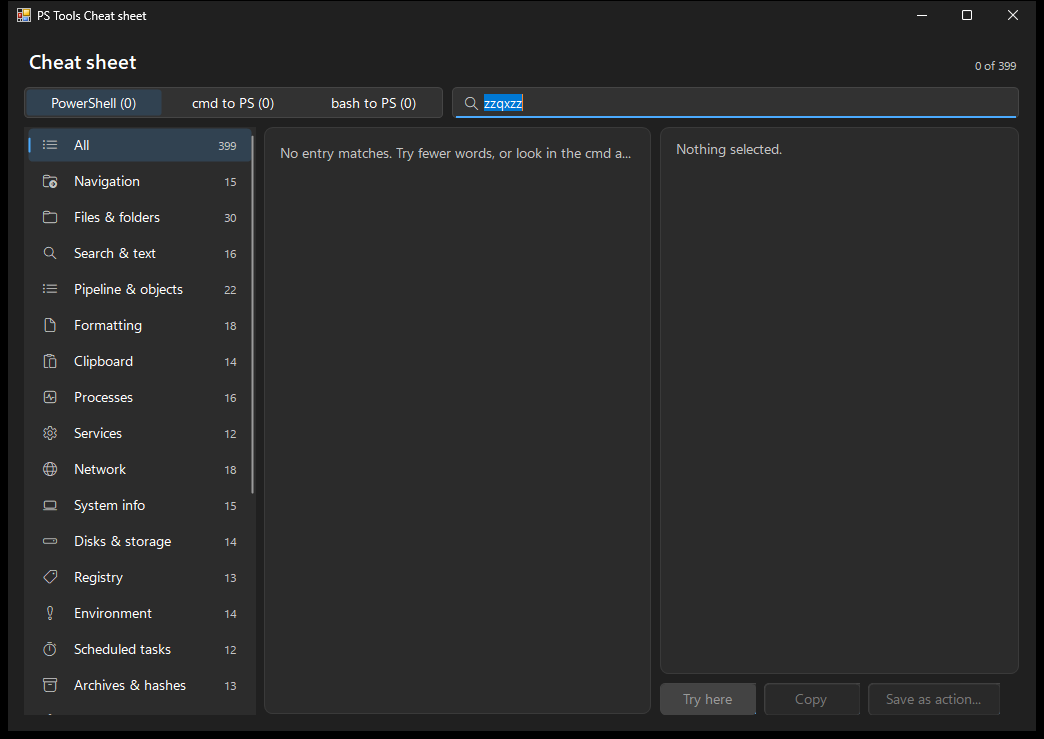 PS Tools Cheat sheet
Cheat sheet
0 of 399
PowerShell (0) cmd to PS (0) bash to PS (0) zzqxzz
All 399
Navigation 15
Files & folders 30
Search & text 16
Pipeline & objects 22
Formatting 18
Clipboard 14
Processes 16
Services 12
Network 18
System info 15
Disks & storage 14
Registry 13
Environment 14
Scheduled tasks 12
Archives & hashes 13
No entry matches. Try fewer words, or look in the cmd a...
Nothing selected.
Try here Copy Save as action...